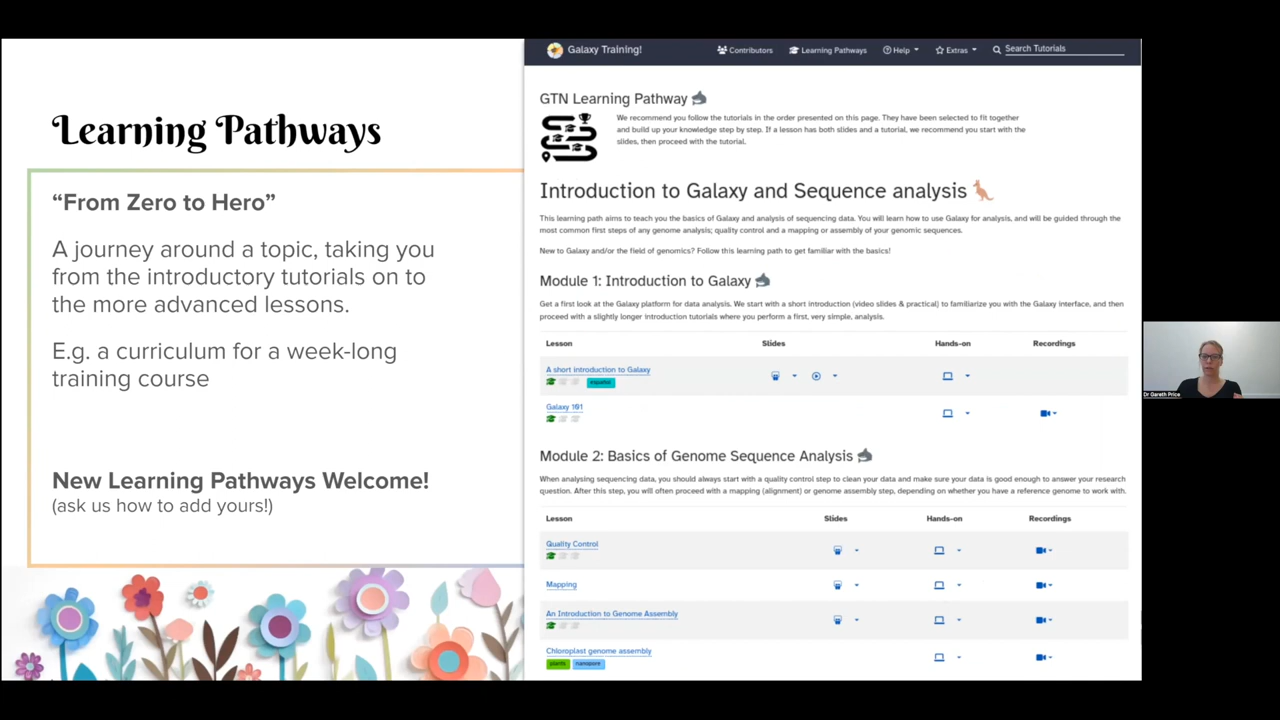 Learning Pathways
“From Zero to Hero”
A journey around a topic, taking you
from the introductory tutorials on to
the more advanced lessons.
E.g. a curriculum for a week-long
training course
New Learning Pathways Welcome!
(ask us how to add yours!)
Galaxy Training!
Contributors
Learning Pathways
Help
Extras
Search Tutorials
GTN Learning Pathway
We recommend you follow the tutorials in the order presented on this page. They have been selected to fit together
and build up your knowledge step by step. If a lesson has both slides and a tutorial, we recommend you start with the
slides, then proceed with the tutorial.
Introduction to Galaxy and Sequence analysis
This learning path aims to teach you the basics of Galaxy and analysis of sequencing data. You will learn how to use Galaxy for analysis, and will be guided through the
most common first steps of any genome analysis; quality control and a mapping or assembly of your genomic sequences.
New to Galaxy and/or the field of genomics? Follow this learning path to get familiar with the basics!
Module 1: Introduction to Galaxy
Get a first look at the Galaxy platform for data analysis. We start with a short introduction (video slides & practical) to familiarize you with the Galaxy interface, and then
proceed with a slightly longer introduction tutorials where you perform a first, very simple, analysis.
Lesson Slides Hands-on Recordings
A short introduction to Galaxy
español
Galaxy 101
Module 2: Basics of Genome Sequence Analysis
When analysing sequencing data, you should always start with a quality control step to clean your data and make sure your data is good enough to answer your research
question. After this step, you will often proceed with a mapping (alignment) or genome assembly step, depending on whether you have a reference genome to work with.
Lesson Slides Hands-on Recordings
Quality Control
Mapping
An Introduction to Genome Assembly
Chloroplast genome assembly
plants nanopore
Dr Gareth Price